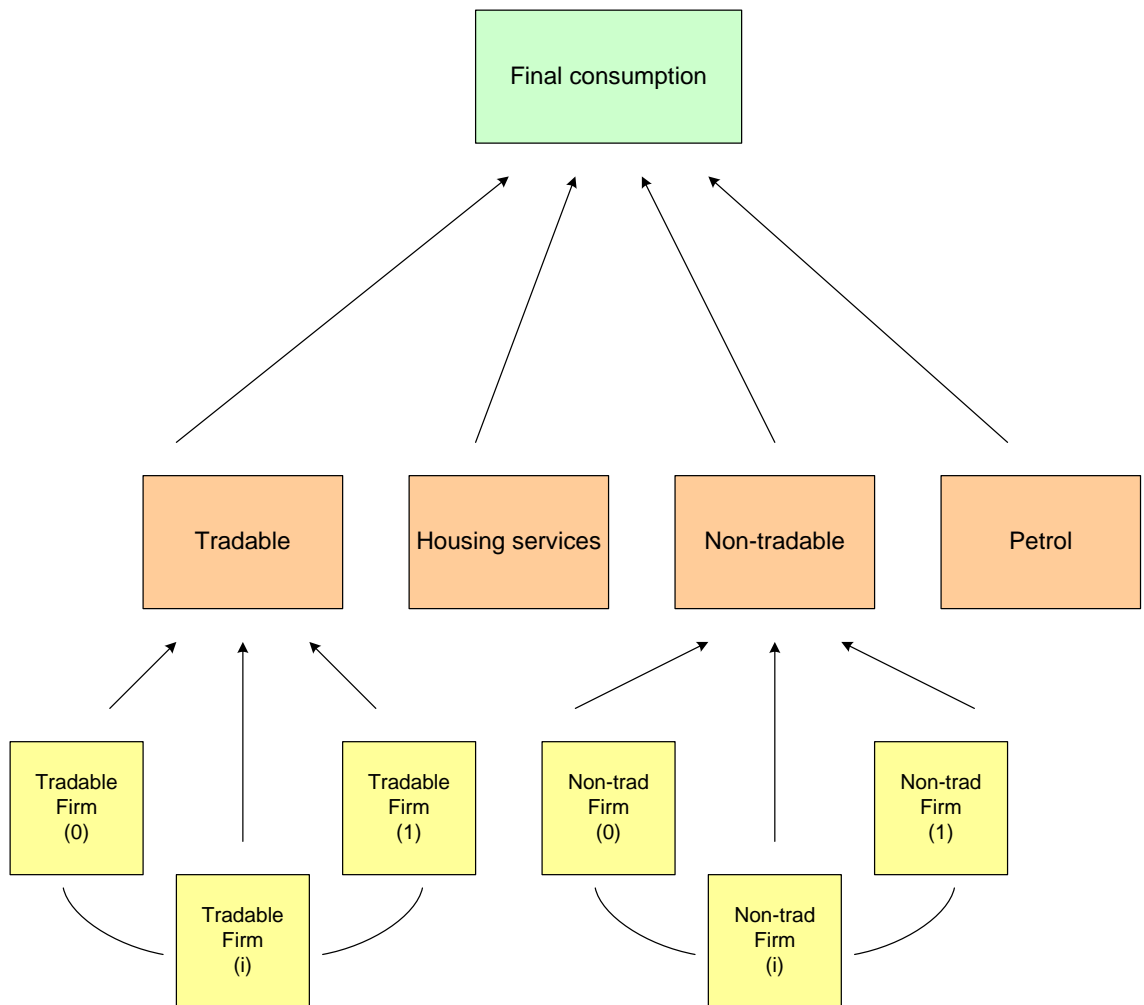 Final consumption
Tradable
Housing services
Non-tradable
Petrol
Tradable
Firm
(0)
Tradable
Firm
(1)
Non-trad
Firm
(0)
Non-trad
Firm
(1)
Tradable
Firm
(i)
Non-trad
Firm
(i)